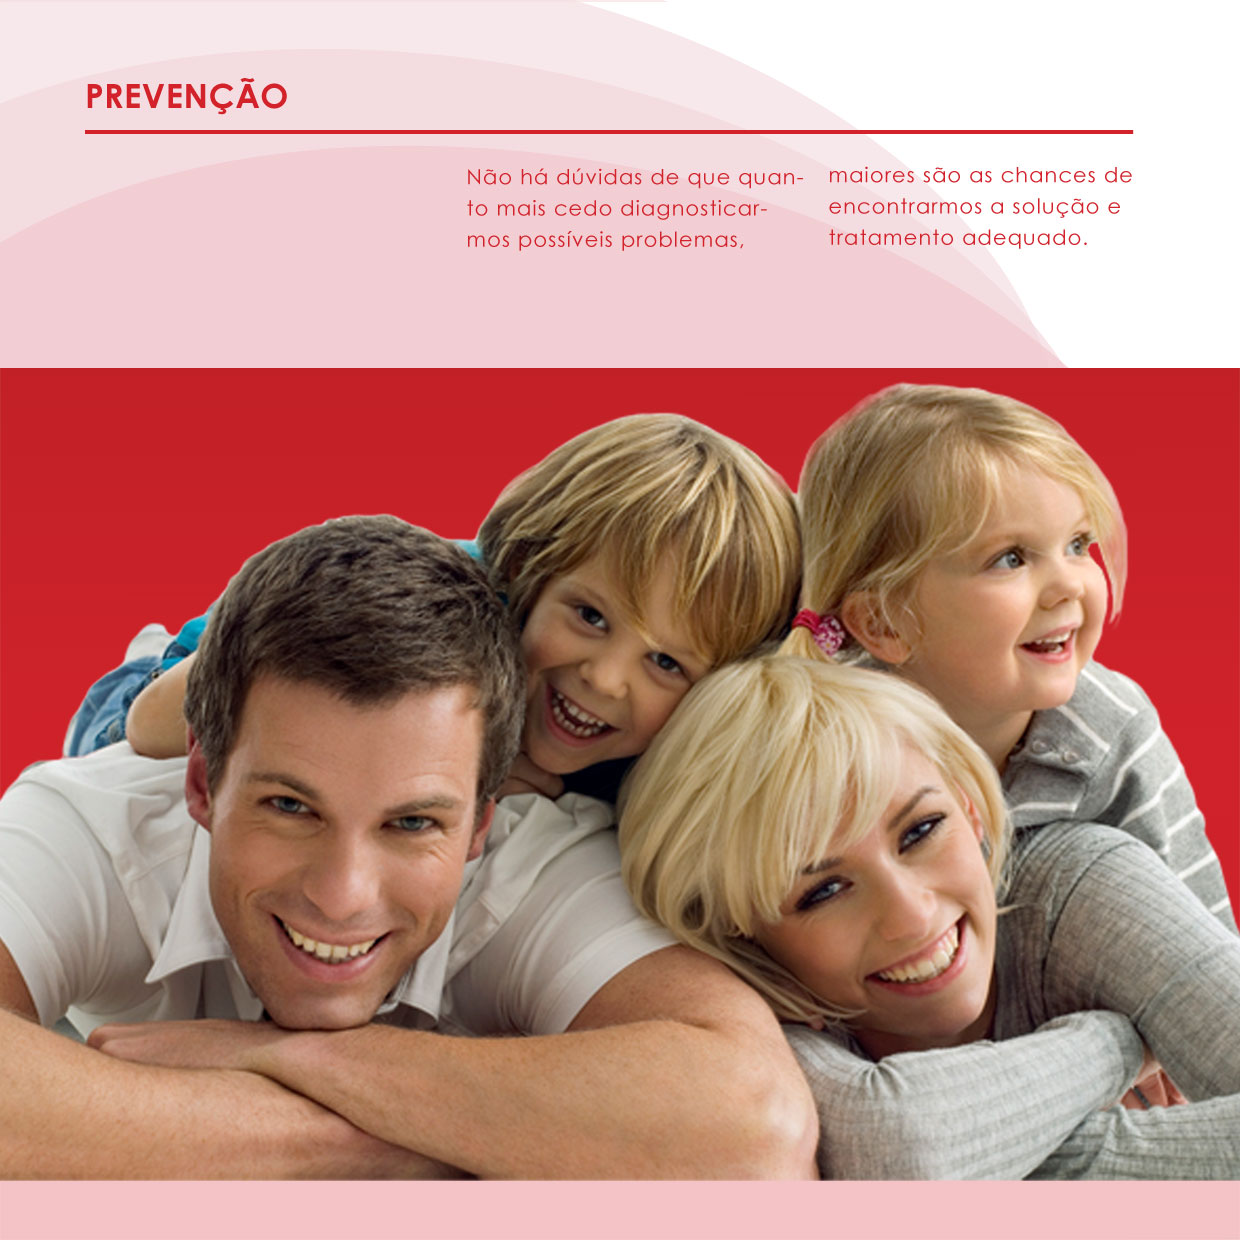 PREVENÇÃO
Não há dúvidas de que quan-
to mais cedo diagnosticar-
mos possíveis problemas,
maiores são as chances de
encontrarmos a solução e
tratamento adequado.